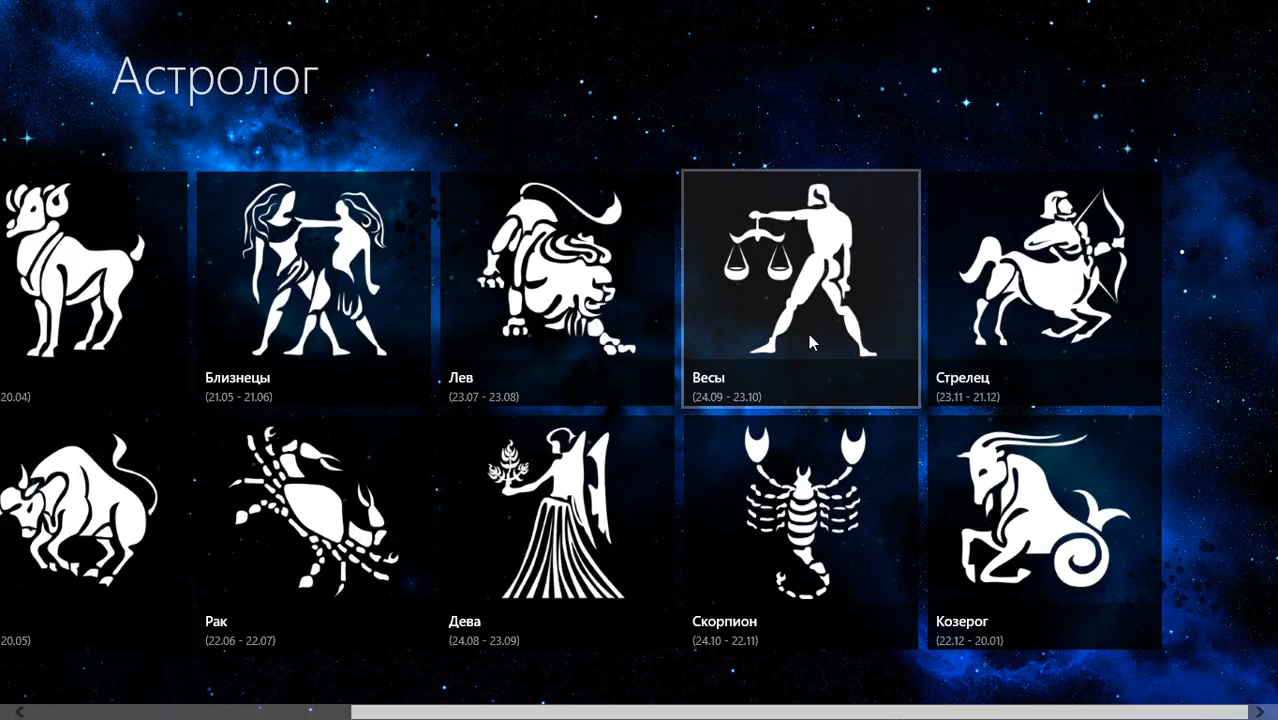 Астролог
20.04)
Близнецы
(21.05 - 21.06)
Лев
(23.07 - 23.08)
Весы
(24.09 - 23.10)
Стрелец
(23.11 - 21.12)
20.05)
Рак
(22.06 - 22.07)
Дева
(24.08 - 23.09)
Скорпион
(24.10 - 22.11)
Козерог
(22.12 - 20.01)